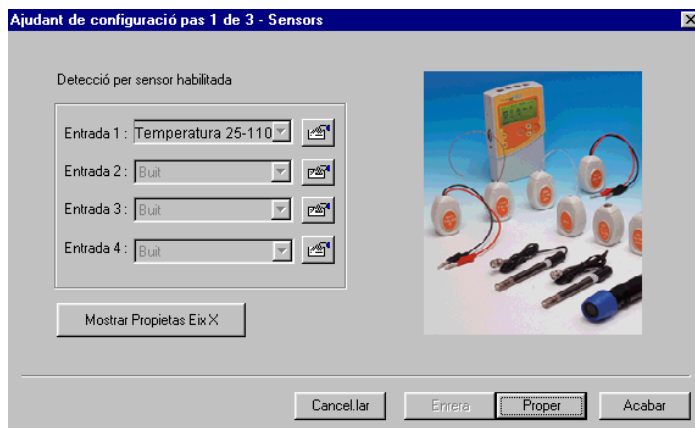 Ajudant de configuració pas 1 de 3 - Sensors
Detecció per sensor habilitada
Entrada 1 : Temperatura 25-110
Entrada 2 : Buit
Entrada 3 : Buit
Entrada 4 : Buit
Mostrar Propietas Eix X
Cancel.lar Enrera Proper Acabar